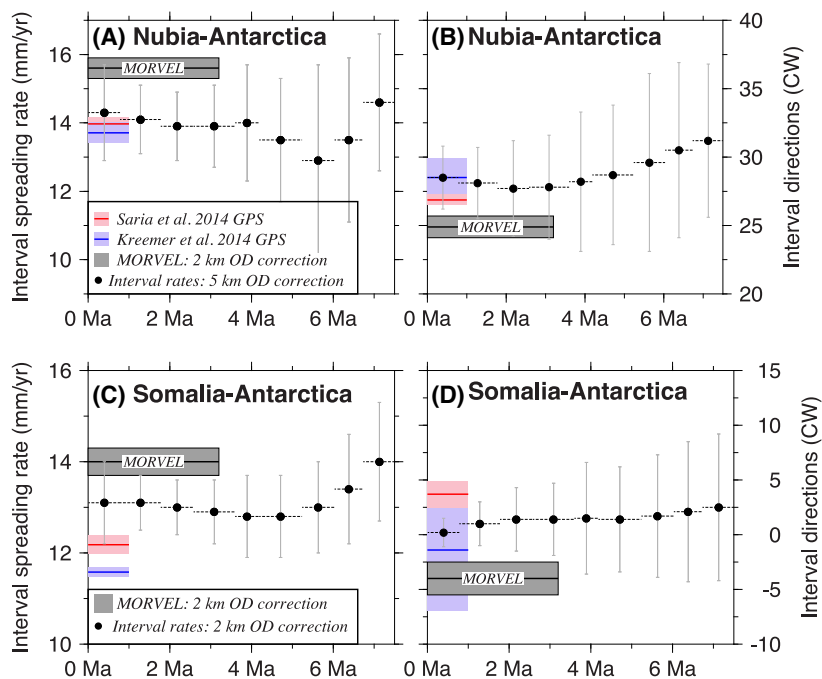 (A) Nubia-Antarctica
Interval spreading rate (mm/yr)
16
14
12
10
MORVEL
Saria et al. 2014 GPS
Kreemer et al. 2014 GPS
MORVEL: 2 km OD correction
Interval rates: 5 km OD correction
0 Ma 2 Ma 4 Ma 6 Ma
(B) Nubia-Antarctica
MORVEL
40
35
30
25
20
Interval directions (CW)
0 Ma 2 Ma 4 Ma 6 Ma
(C) Somalia-Antarctica
Interval spreading rate (mm/yr)
16
14
12
10
MORVEL
MORVEL: 2 km OD correction
Interval rates: 2 km OD correction
0 Ma 2 Ma 4 Ma 6 Ma
(D) Somalia-Antarctica
MORVEL
15
10
5
0
-5
-10
Interval directions (CW)
0 Ma 2 Ma 4 Ma 6 Ma